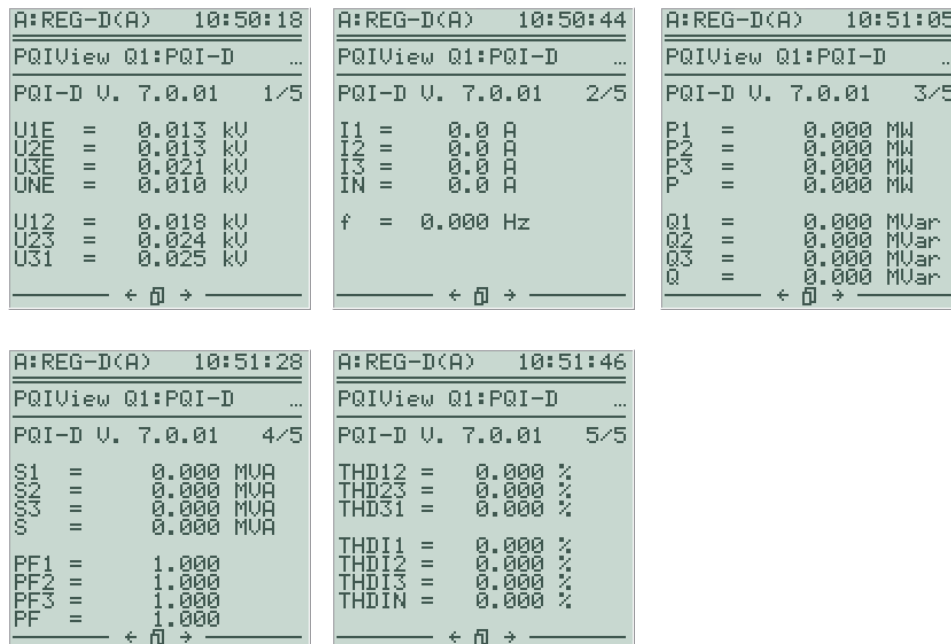 A:REG-D(A) 10:50:18
PQIView Q1:PQI-D ...
PQI-D V. 7.0.01 1/5
U1E = 0.013 kV
U2E = 0.013 kV
U3E = 0.021 kV
UNE = 0.010 kV
U12 = 0.018 kV
U23 = 0.024 kV
U31 = 0.025 kV
A:REG-D(A) 10:50:44
PQIView Q1:PQI-D ...
PQI-D V. 7.0.01 2/5
I1 = 0.0 A
I2 = 0.0 A
I3 = 0.0 A
IN = 0.0 A
f = 0.000 Hz
A:REG-D(A) 10:51:05
PQIView Q1:PQI-D ..
PQI-D V. 7.0.01 3/5
P1 = 0.000 MW
P2 = 0.000 MW
P3 = 0.000 MW
P = 0.000 MW
Q1 = 0.000 MVar
Q2 = 0.000 MVar
Q3 = 0.000 MVar
Q = 0.000 MVar
A:REG-D(A) 10:51:28
PQIView Q1:PQI-D ...
PQI-D V. 7.0.01 4/5
S1 = 0.000 MVA
S2 = 0.000 MVA
S3 = 0.000 MVA
S = 0.000 MVA
PF1 = 1.000
PF2 = 1.000
PF3 = 1.000
PF = 1.000
A:REG-D(A) 10:51:46
PQIView Q1:PQI-D ...
PQI-D V. 7.0.01 5/5
THD12 = 0.000 %
THD23 = 0.000 %
THD31 = 0.000 %
THDI1 = 0.000 %
THDI2 = 0.000 %
THDI3 = 0.000 %
THDIN = 0.000 %